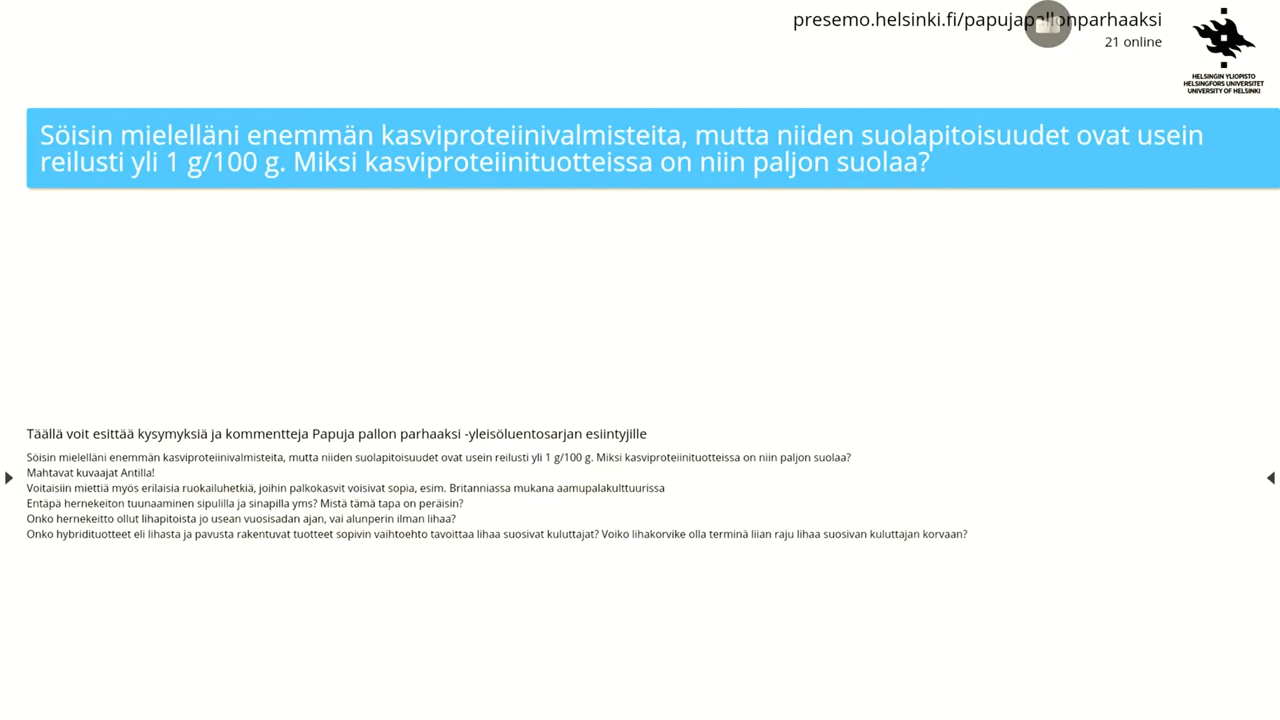 presemo.helsinki.fi/papujapallonparhaaksi
21 online
HELSINGIN YLIOPISTO
HELSINGFORS UNIVERSITET
UNIVERSITY OF HELSINKI
Söisin mielelläni enemmän kasviproteiinivalmisteita, mutta niiden suolapitoisuudet ovat usein
reilusti yli 1 g/100 g. Miksi kasviproteiinituotteissa on niin paljon suolaa?
Täällä voit esittää kysymyksiä ja kommentteja Papuja pallon parhaaksi -yleisöluentosarjan esiintyjille
Söisin mielelläni enemmän kasviproteiinivalmisteita, mutta niiden suolapitoisuudet ovat usein reilusti yli 1 g/100 g. Miksi kasviproteiinituotteissa on niin paljon suolaa?
Mahtavat kuvaajat Antilla!
Voitaisiin miettiä myös erilaisia ruokailuhetkiä, joihin palkokasvit voisivat sopia, esim. Britanniassa mukana aamupalakulttuurissa
Entäpä hernekeiton tuunaaminen sipulilla ja sinapilla yms? Mistä tämä tapa on peräisin?
Onko hernekeitto ollut lihapitoista jo usean vuosisadan ajan, vai alunperin ilman lihaa?
Onko hybridituotteet eli lihasta ja pavusta rakentuvat tuotteet sopivin vaihtoehto tavoittaa lihaa suosivat kuluttajat? Voiko lihakorvike olla terminä liian raju lihaa suosivan kuluttajan korvaan?